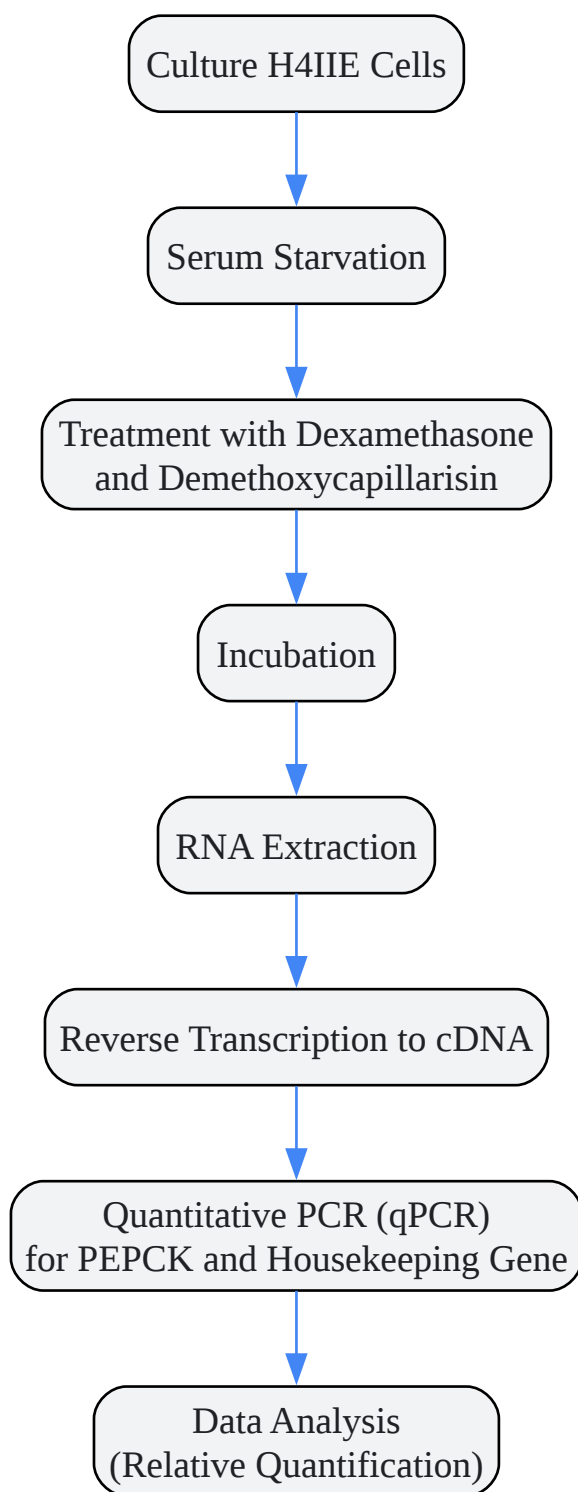 Culture H4IIE Cells
Serum Starvation
Treatment with Dexamethasone
and Demethoxycapillarisin
Incubation
RNA Extraction
Reverse Transcription to cDNA
Quantitative PCR (qPCR)
for PEPCK and Housekeeping Gene
Data Analysis
(Relative Quantification)